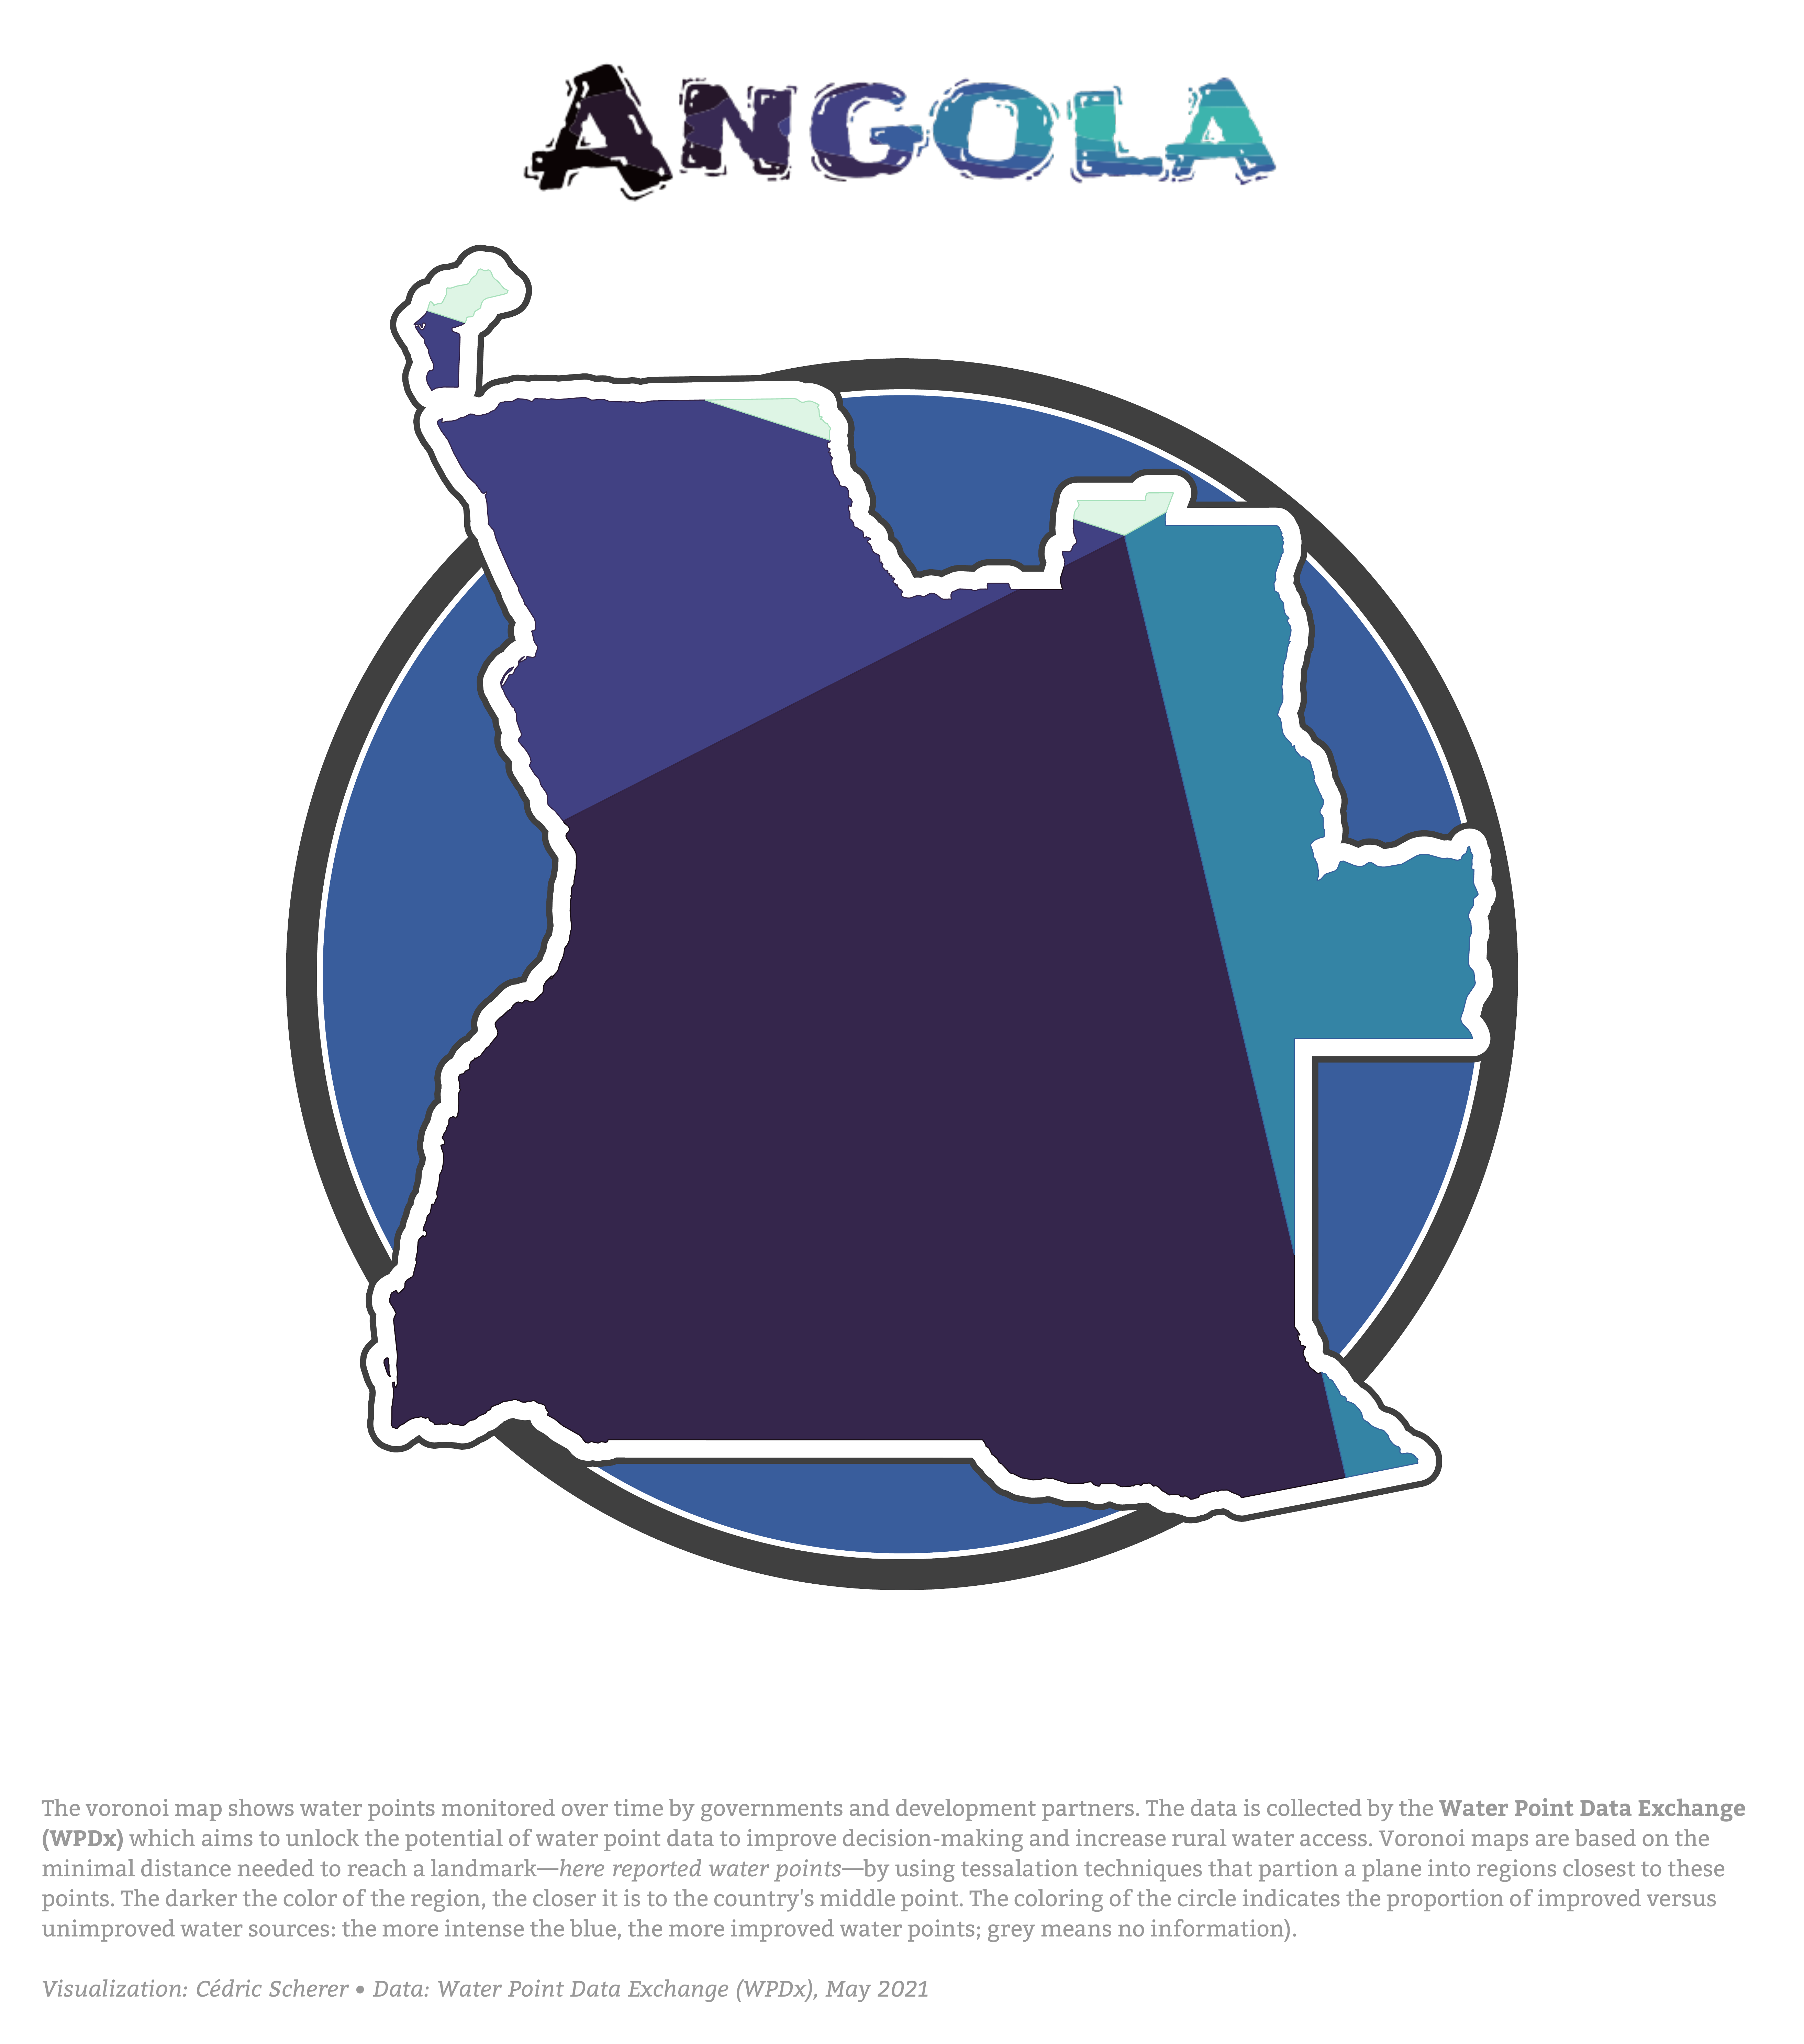 ANGOLA
The voronoi map shows water points monitored over time by governments and development partners. The data is collected by the Water Point Data Exchange
(WPDx) which aims to unlock the potential of water point data to improve decision-making and increase rural water access. Voronoi maps are based on the
minimal distance needed to reach a landmark—here reported water points—by using tessalation techniques that partion a plane into regions closest to these
points. The darker the color of the region, the closer it is to the country's middle point. The coloring of the circle indicates the proportion of improved versus
unimproved water sources: the more intense the blue, the more improved water points; grey means no information).
Visualization: Cédric Scherer • Data: Water Point Data Exchange (WPDx), May 2021